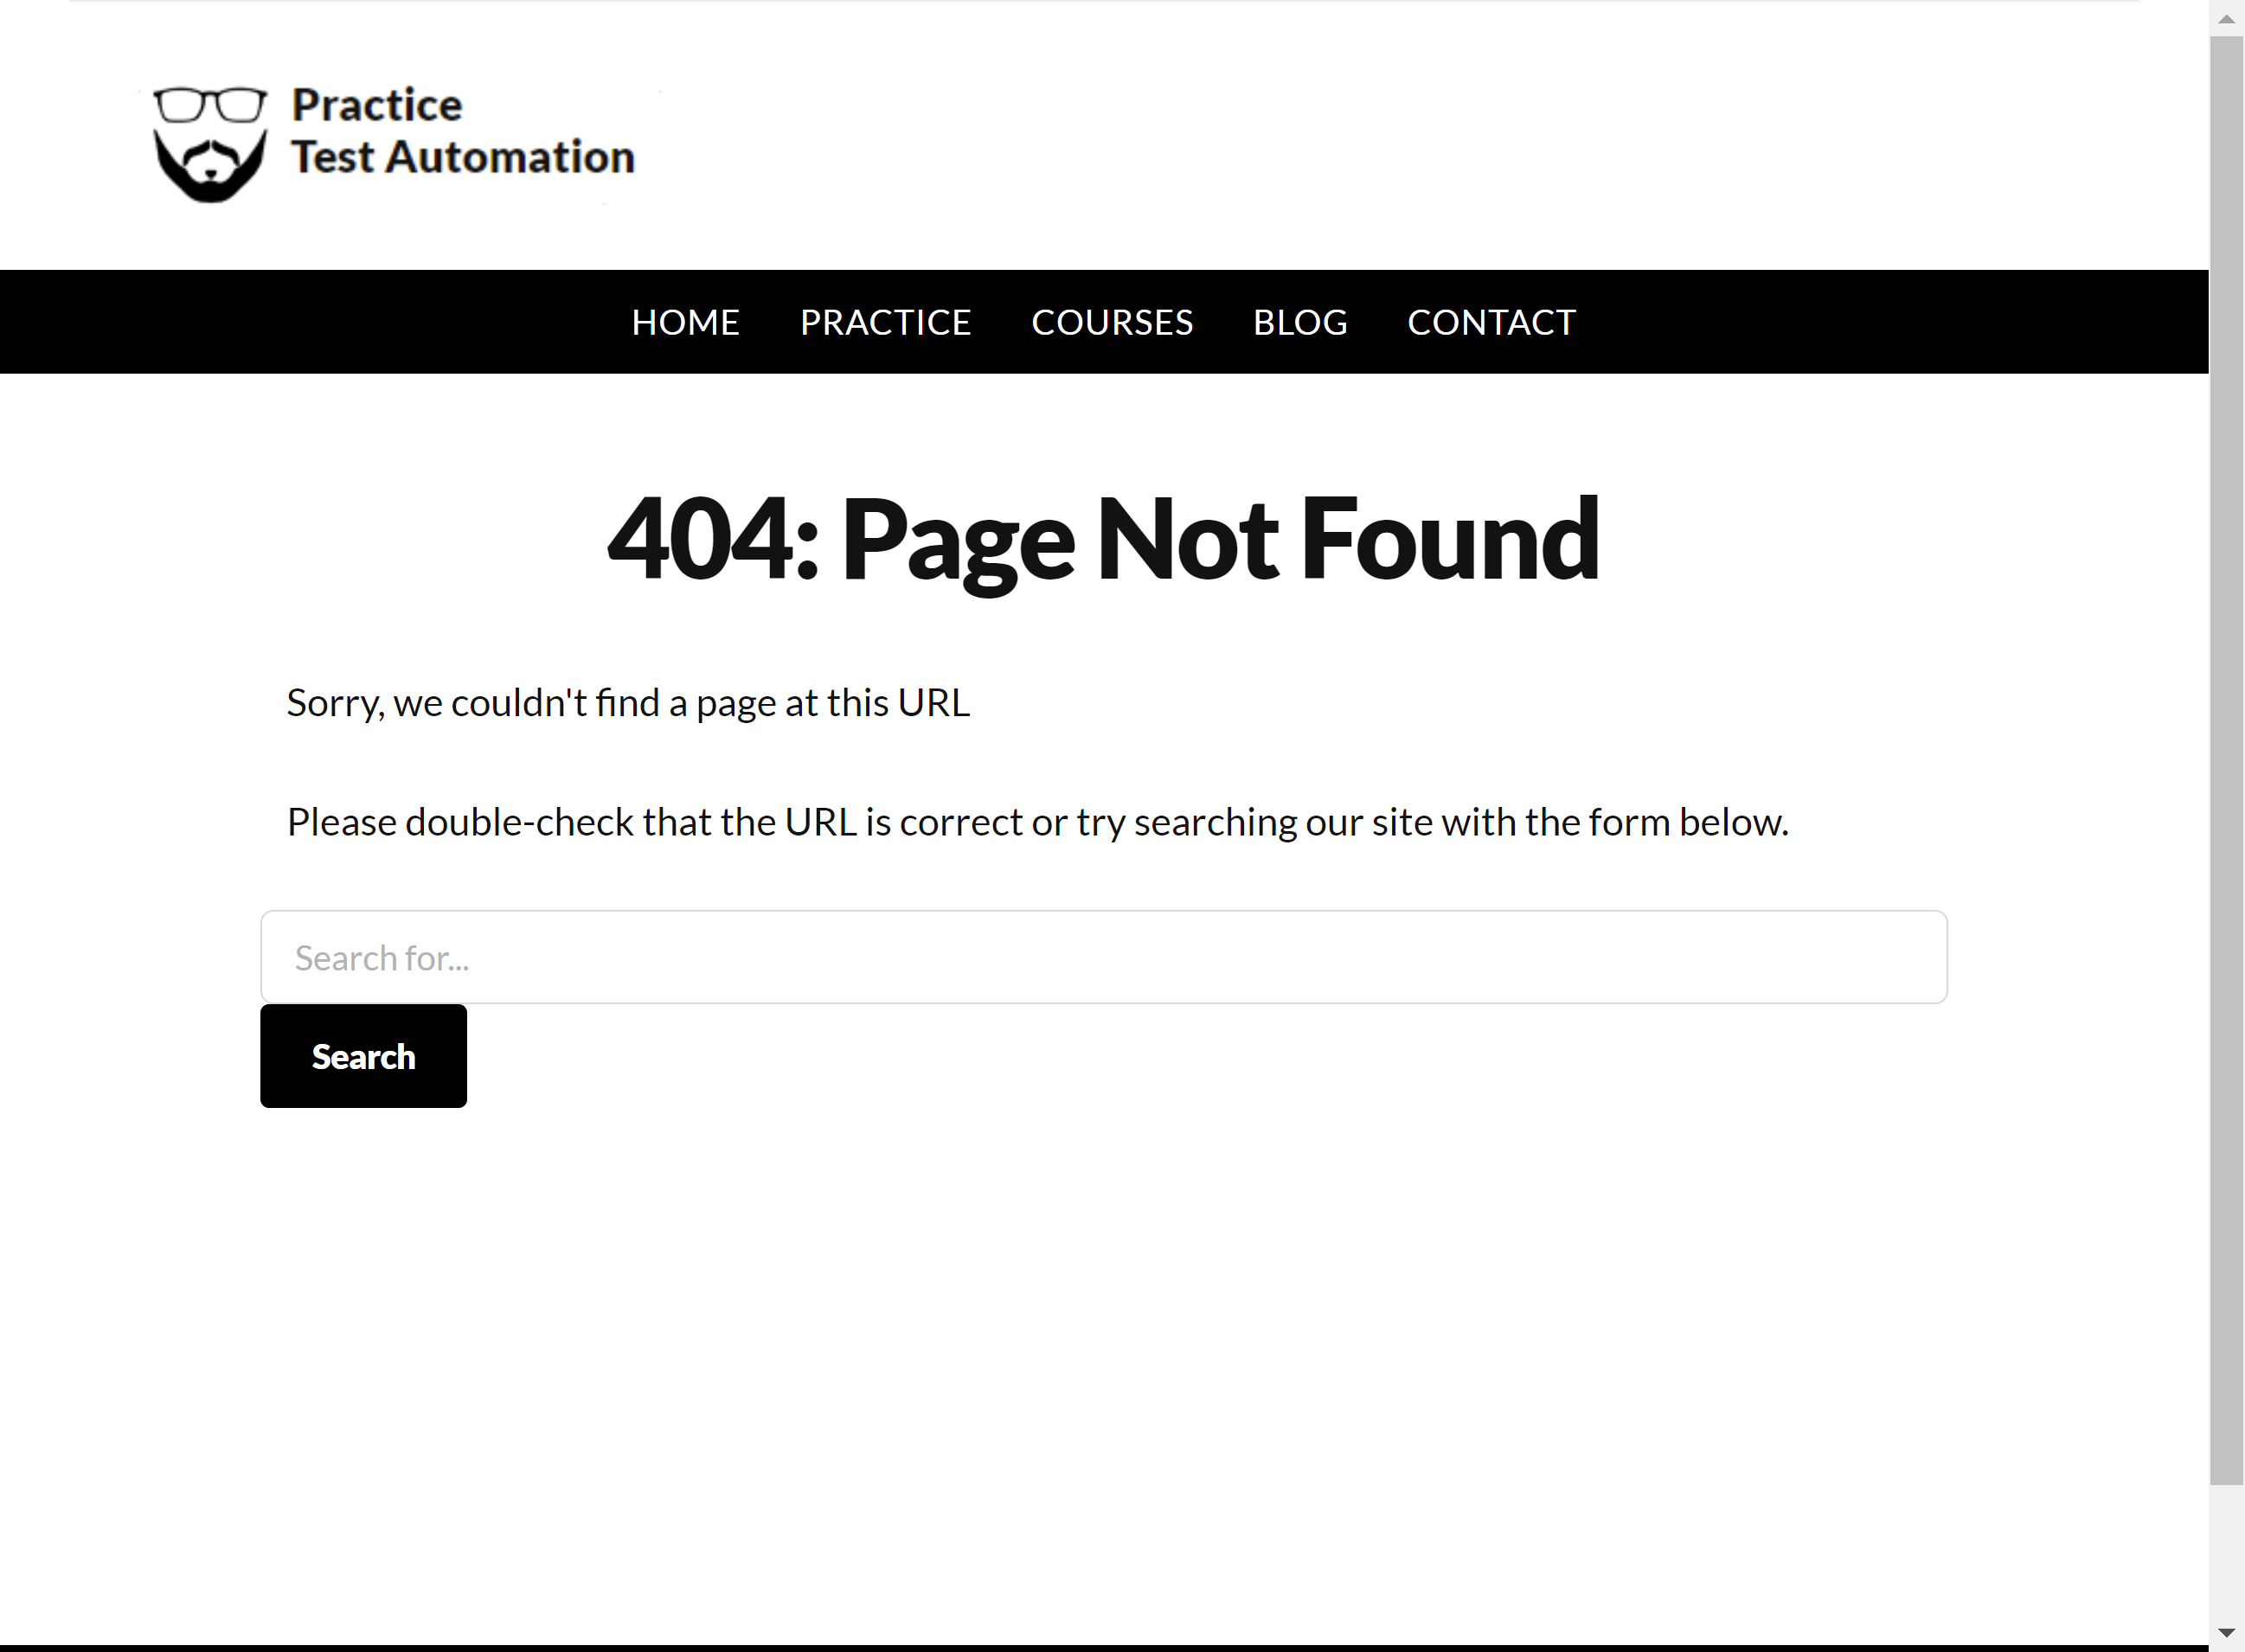 Practice
Test Automation
HOME PRACTICE COURSES BLOG CONTACT
404: Page Not Found
Sorry, we couldn't find a page at this URL
Please double-check that the URL is correct or try searching our site with the form below.
Search for...
Search